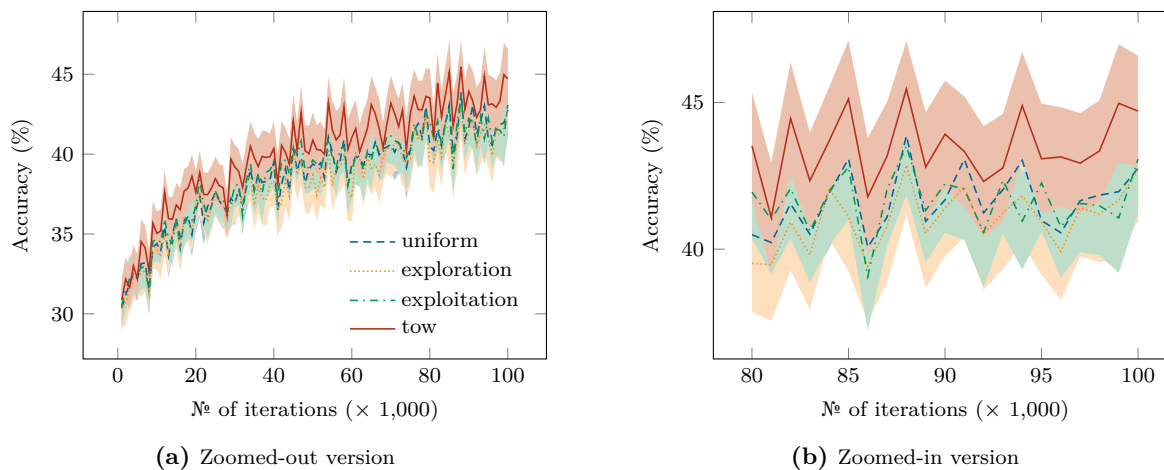 45
40
35
30
Accuracy (%)
uniform
exploration
exploitation
tow
0
20
40
60
80
100
№ of iterations (× 1,000)
(a) Zoomed-out version
45
40
Accuracy (%)
80
85
90
95
100
№ of iterations (× 1,000)
(b) Zoomed-in version